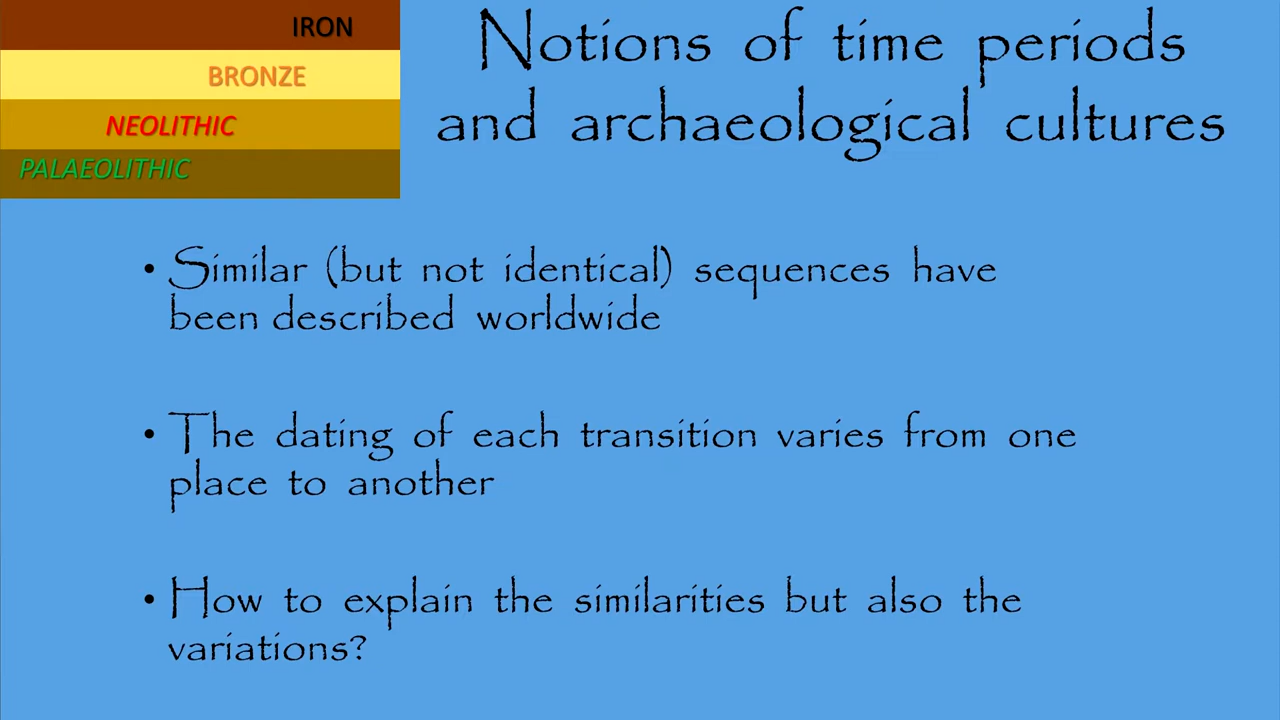 IRON
BRONZE
NEOLITHIC
PALAEOLITHIC
Notions of time periods
and archaeological cultures
• Similar (but not identical) sequences have
been described worldwide
• The dating of each transition varies from one
place to another
• How to explain the similarities but also the
variations?